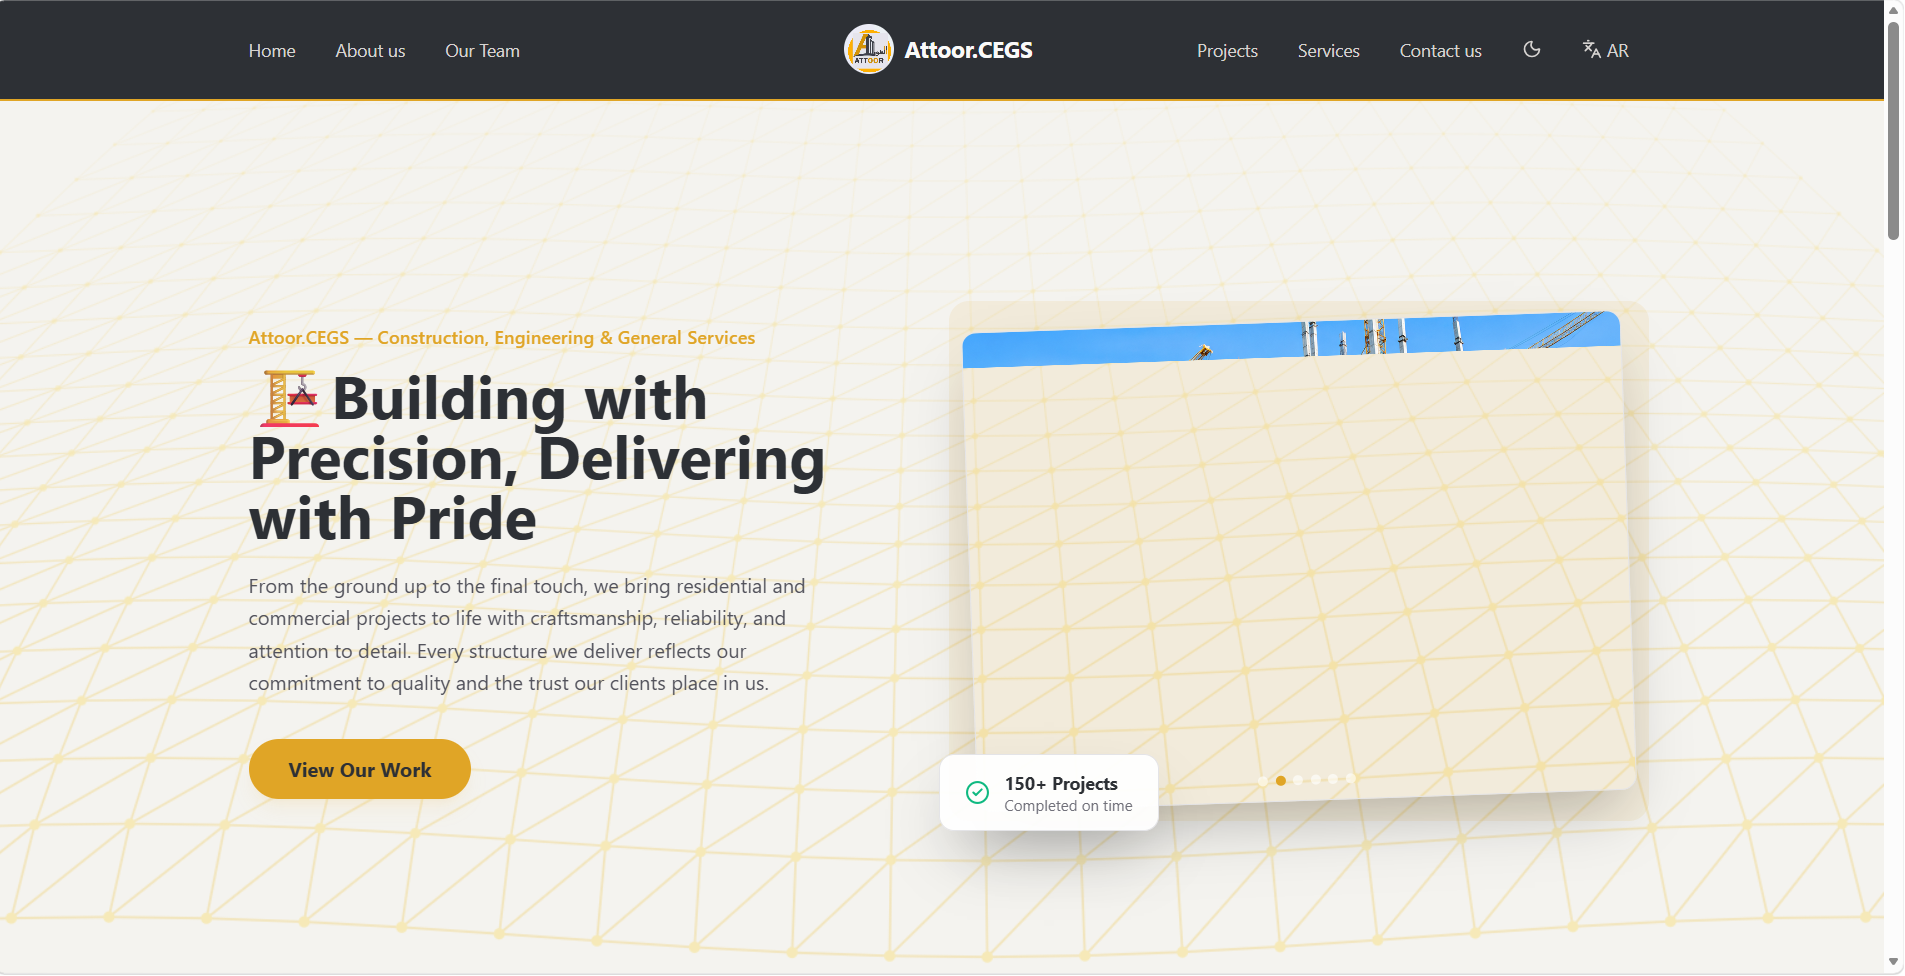 Home
About us
Our Team
ATTOOR
Attoor.CEGS
Projects
Services
Contact us
AR
Attoor.CEGS — Construction, Engineering & General Services
Building with
Precision, Delivering
with Pride
From the ground up to the final touch, we bring residential and
commercial projects to life with craftsmanship, reliability, and
attention to detail. Every structure we deliver reflects our
commitment to quality and the trust our clients place in us.
View Our Work
150+ Projects
Completed on time